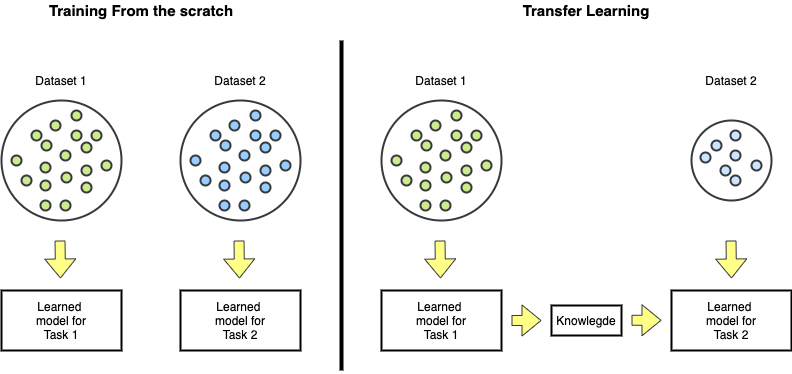 Training From the scratch
Transfer Learning
Dataset 1
Dataset 2
Dataset 1
Dataset 2
Learned
model for
Task 1
Learned
model for
Task 2
Learned
model for
Task 1
Knowlegde
Learned
model for
Task 2